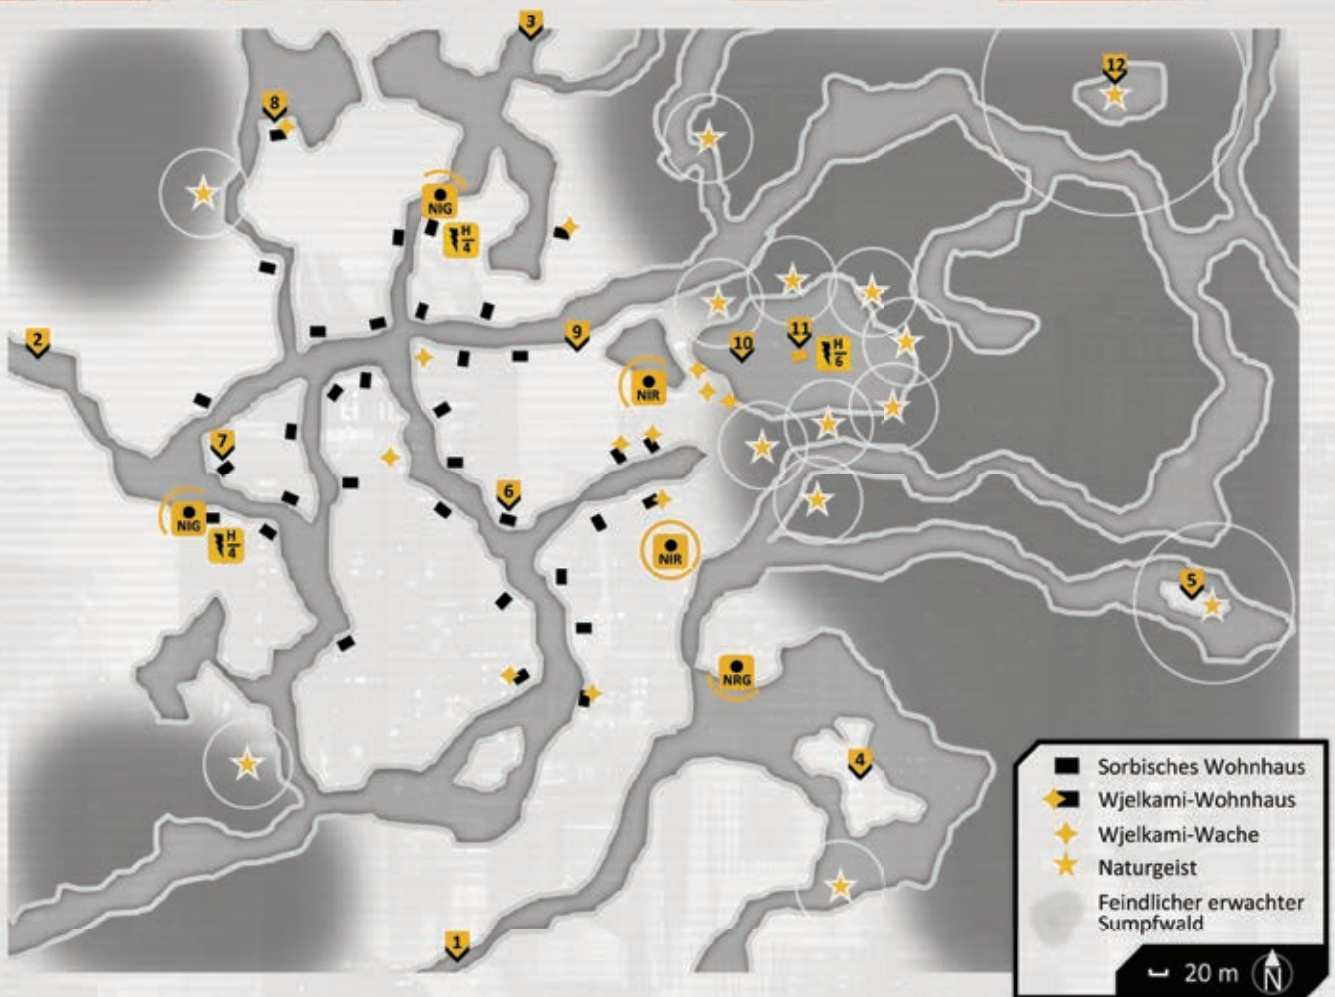 3
12
8
NIG
H
4
2
9
10
11
H
6
NIR
7
6
NIG
H
4
NIR
5
NRG
4
1
Sorbisches Wohnhaus
Wjelkami-Wohnhaus
Wjelkami-Wache
Naturgeist
Feindlicher erwachter
Sumpfwald
20 m
N